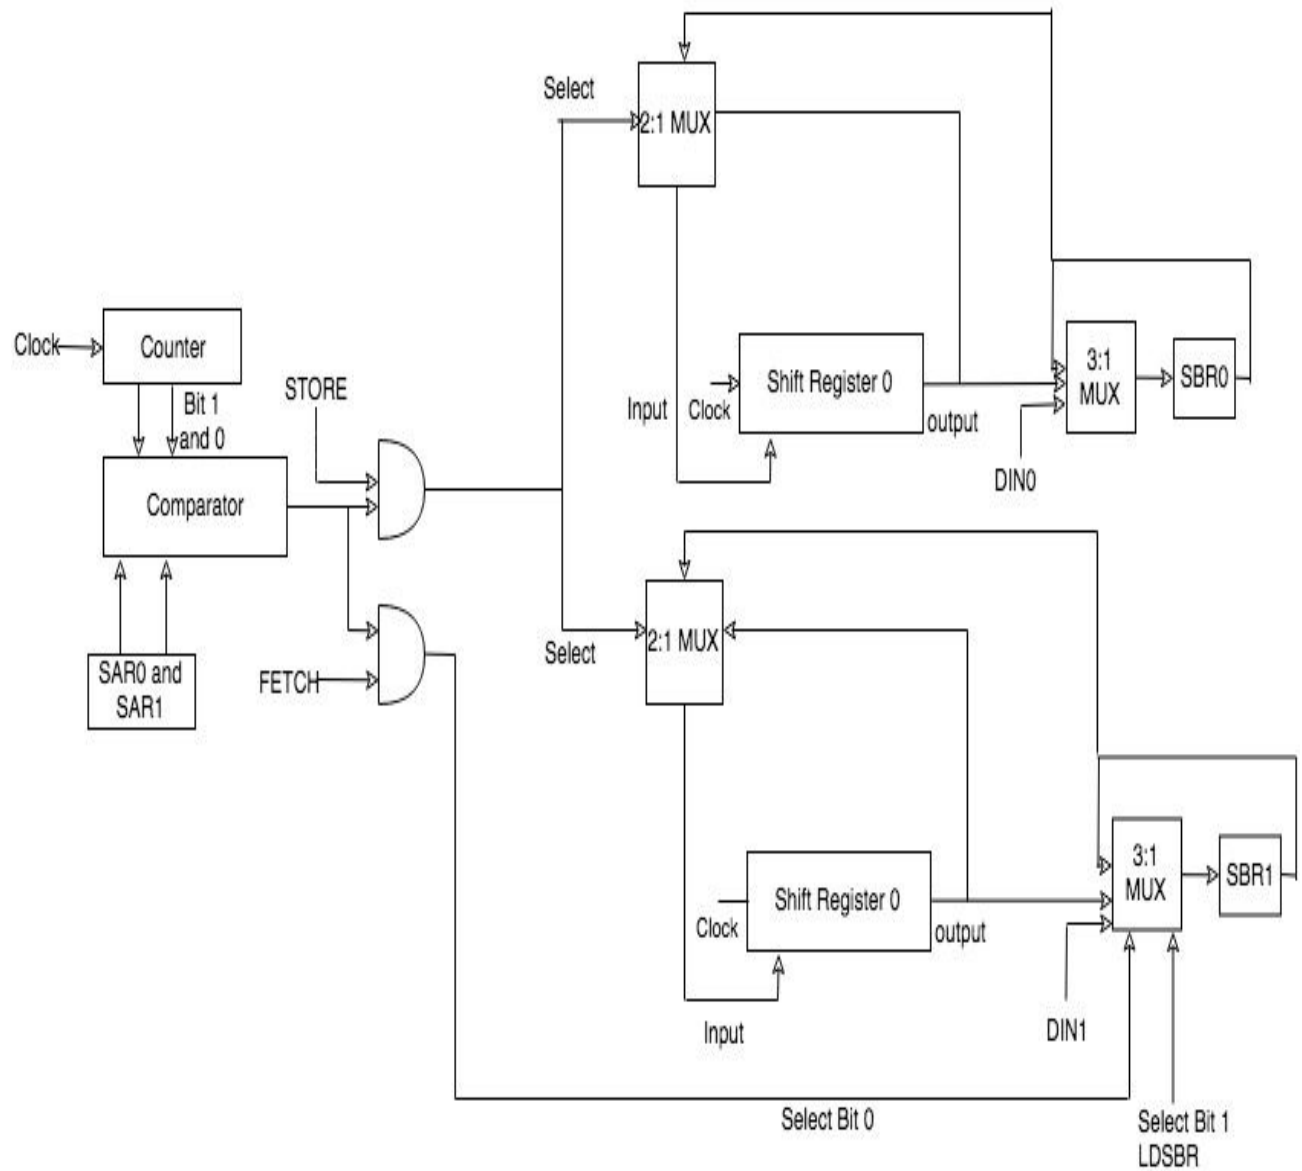 Select
2:1 MUX
Clock
Counter
Bit 1
and 0
STORE
Shift Register 0
3:1
MUX
SBR0
Input
Clock
output
DIN0
Comparator
SAR0 and
SAR1
FETCH
Select
2:1 MUX
3:1
MUX
SBR1
Shift Register 0
Clock
output
Input
DIN1
Select Bit 0
Select Bit 1
LDSBR